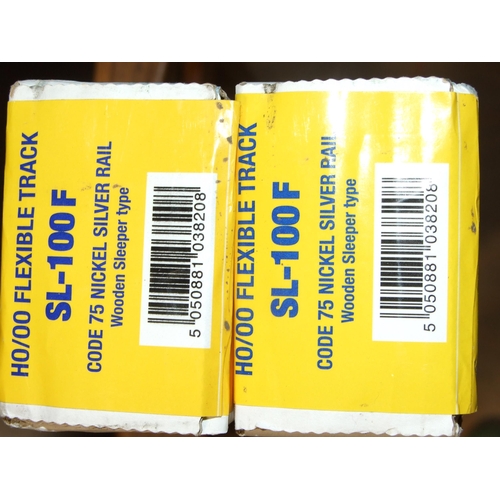 HO/OO FLEXIBLE TRACK
SL-100 F
CODE 75 NICKEL SILVER RAIL
Wooden Sleeper type
5 050881 038208
HO/OO FLEXIBLE TRACK
SL-100 F
CODE 75 NICKEL SILVER RAIL
Wooden Sleeper type
5 050881 038208